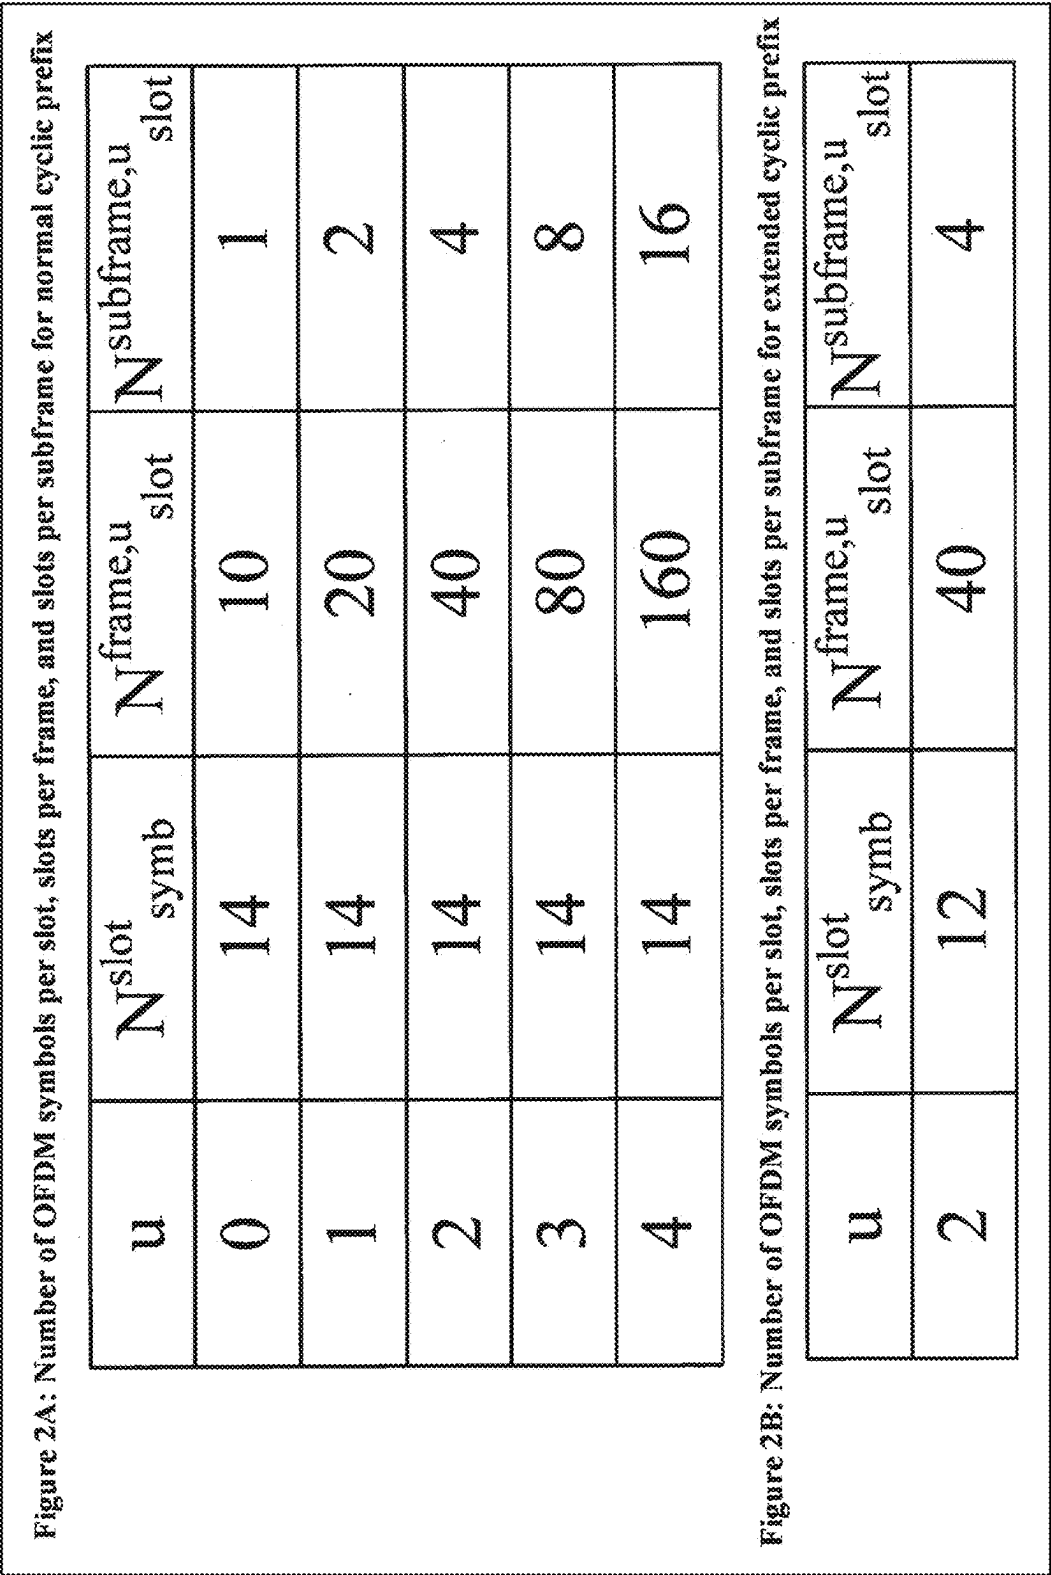 Figure 2A: Number of OFDM symbols per slot, slots per frame, and slots per subframe for normal cyclic prefix
u N^slot_symb N^frame,u_slot N^subframe,u_slot
0 14 10 1
1 14 20 2
2 14 40 4
3 14 80 8
4 14 160 16
Figure 2B: Number of OFDM symbols per slot, slots per frame, and slots per subframe for extended cyclic prefix
u N^slot_symb N^frame,u_slot N^subframe,u_slot
2 12 40 4